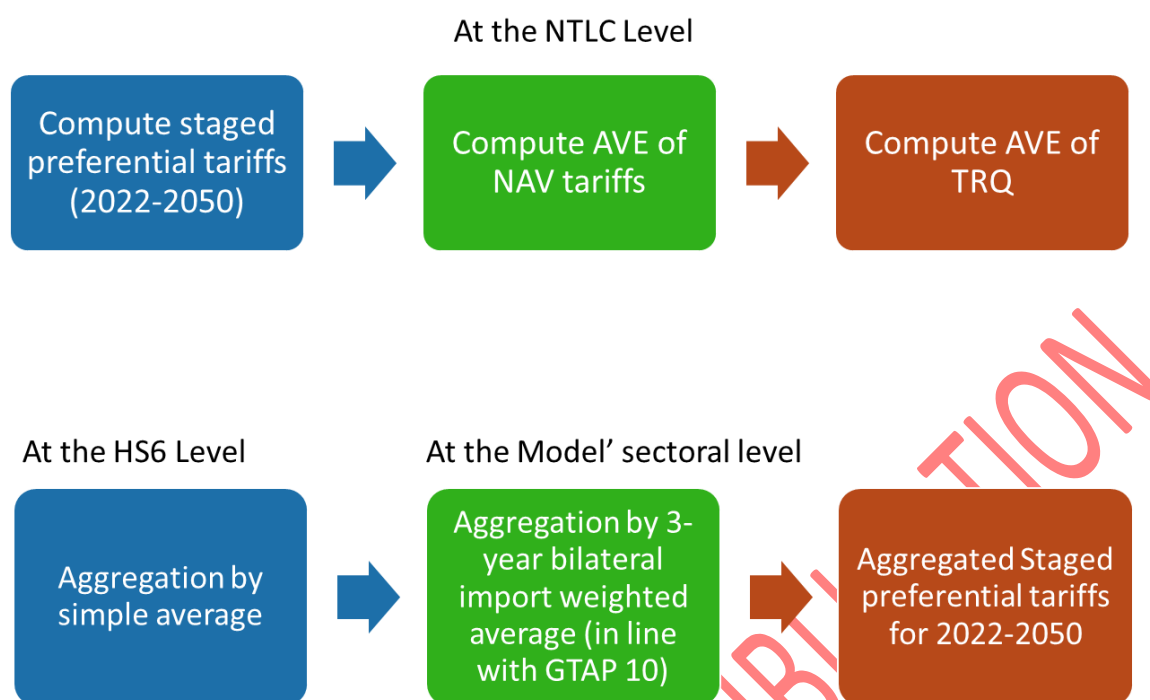 At the NTLC Level
Compute staged
preferential tariffs
(2022-2050)
Compute AVE of
NAV tariffs
Compute AVE of
TRQ
At the HS6 Level
Aggregation by
simple average
At the Model’ sectoral level
Aggregation by 3-
year bilateral
import weighted
average (in line
with GTAP 10)
Aggregated Staged
preferential tariffs
for 2022-2050